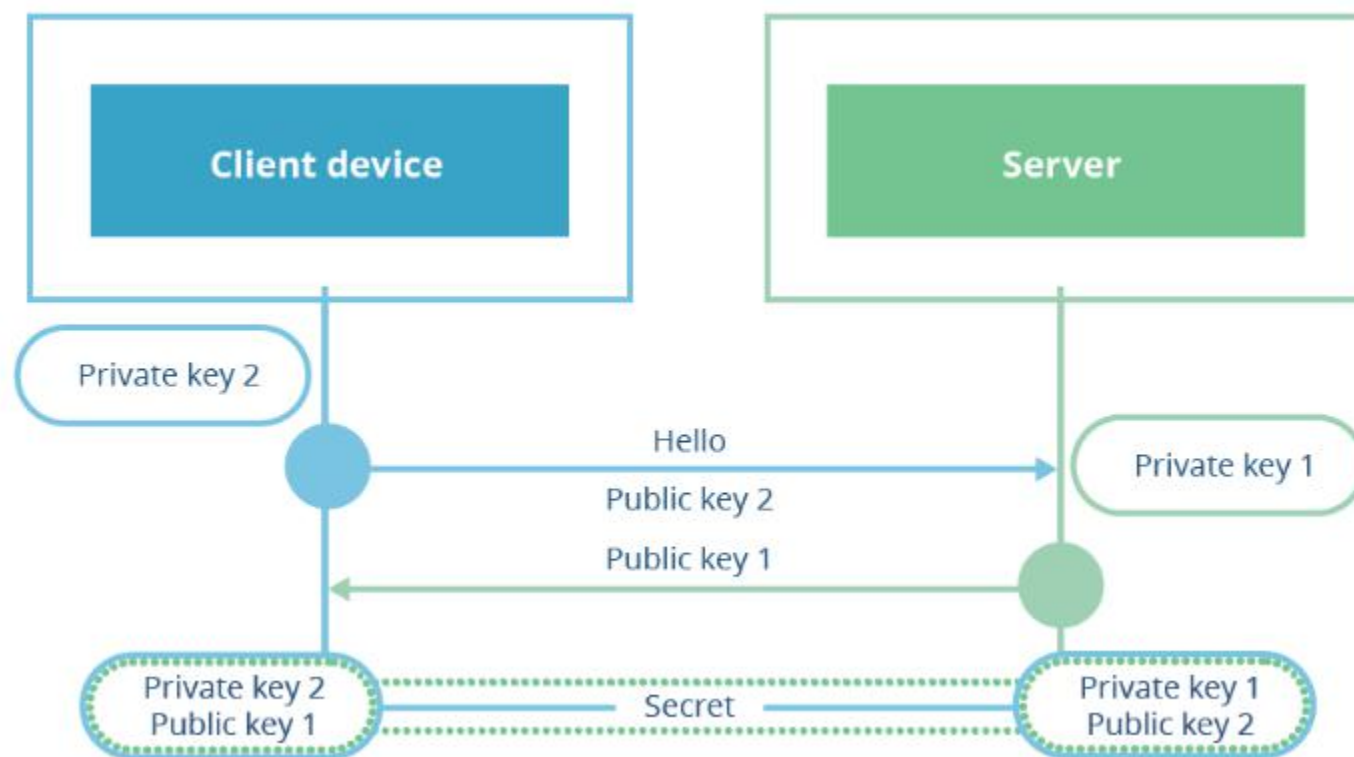 Client device
Server
Private key 2
Hello
Private key 1
Public key 2
Public key 1
Private key 2
Public key 1
Secret
Private key 1
Public key 2